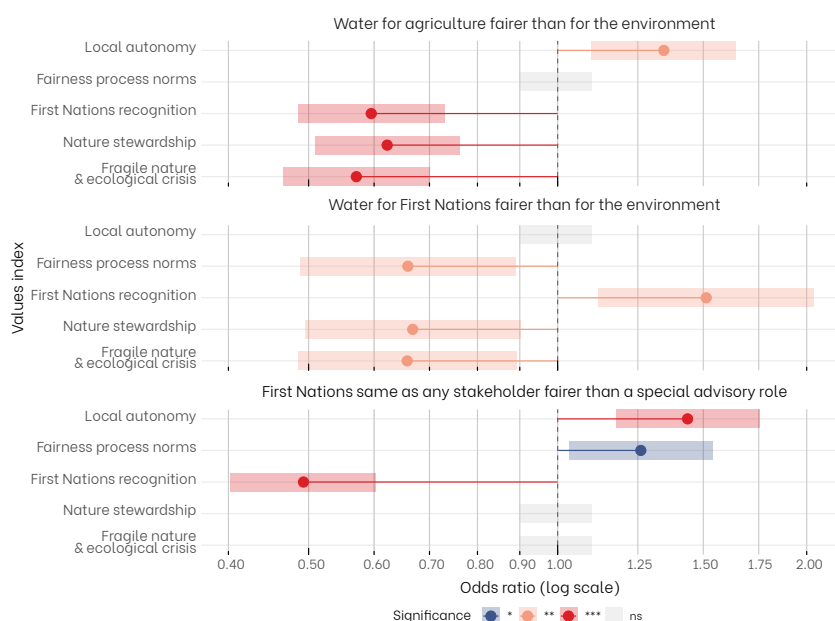 Water for agriculture fairer than for the environment
Local autonomy
Fairness process norms
First Nations recognition
Nature stewardship
Fragile nature
& ecological crisis
Water for First Nations fairer than for the environment
Local autonomy
Fairness process norms
First Nations recognition
Nature stewardship
Fragile nature
& ecological crisis
Values index
First Nations same as any stakeholder fairer than a special advisory role
Local autonomy
Fairness process norms
First Nations recognition
Nature stewardship
Fragile nature
& ecological crisis
0.40 0.50 0.60 0.70 0.80 0.90 1.00 1.25 1.50 1.75 2.00
Odds ratio (log scale)
Significance * ** *** ns